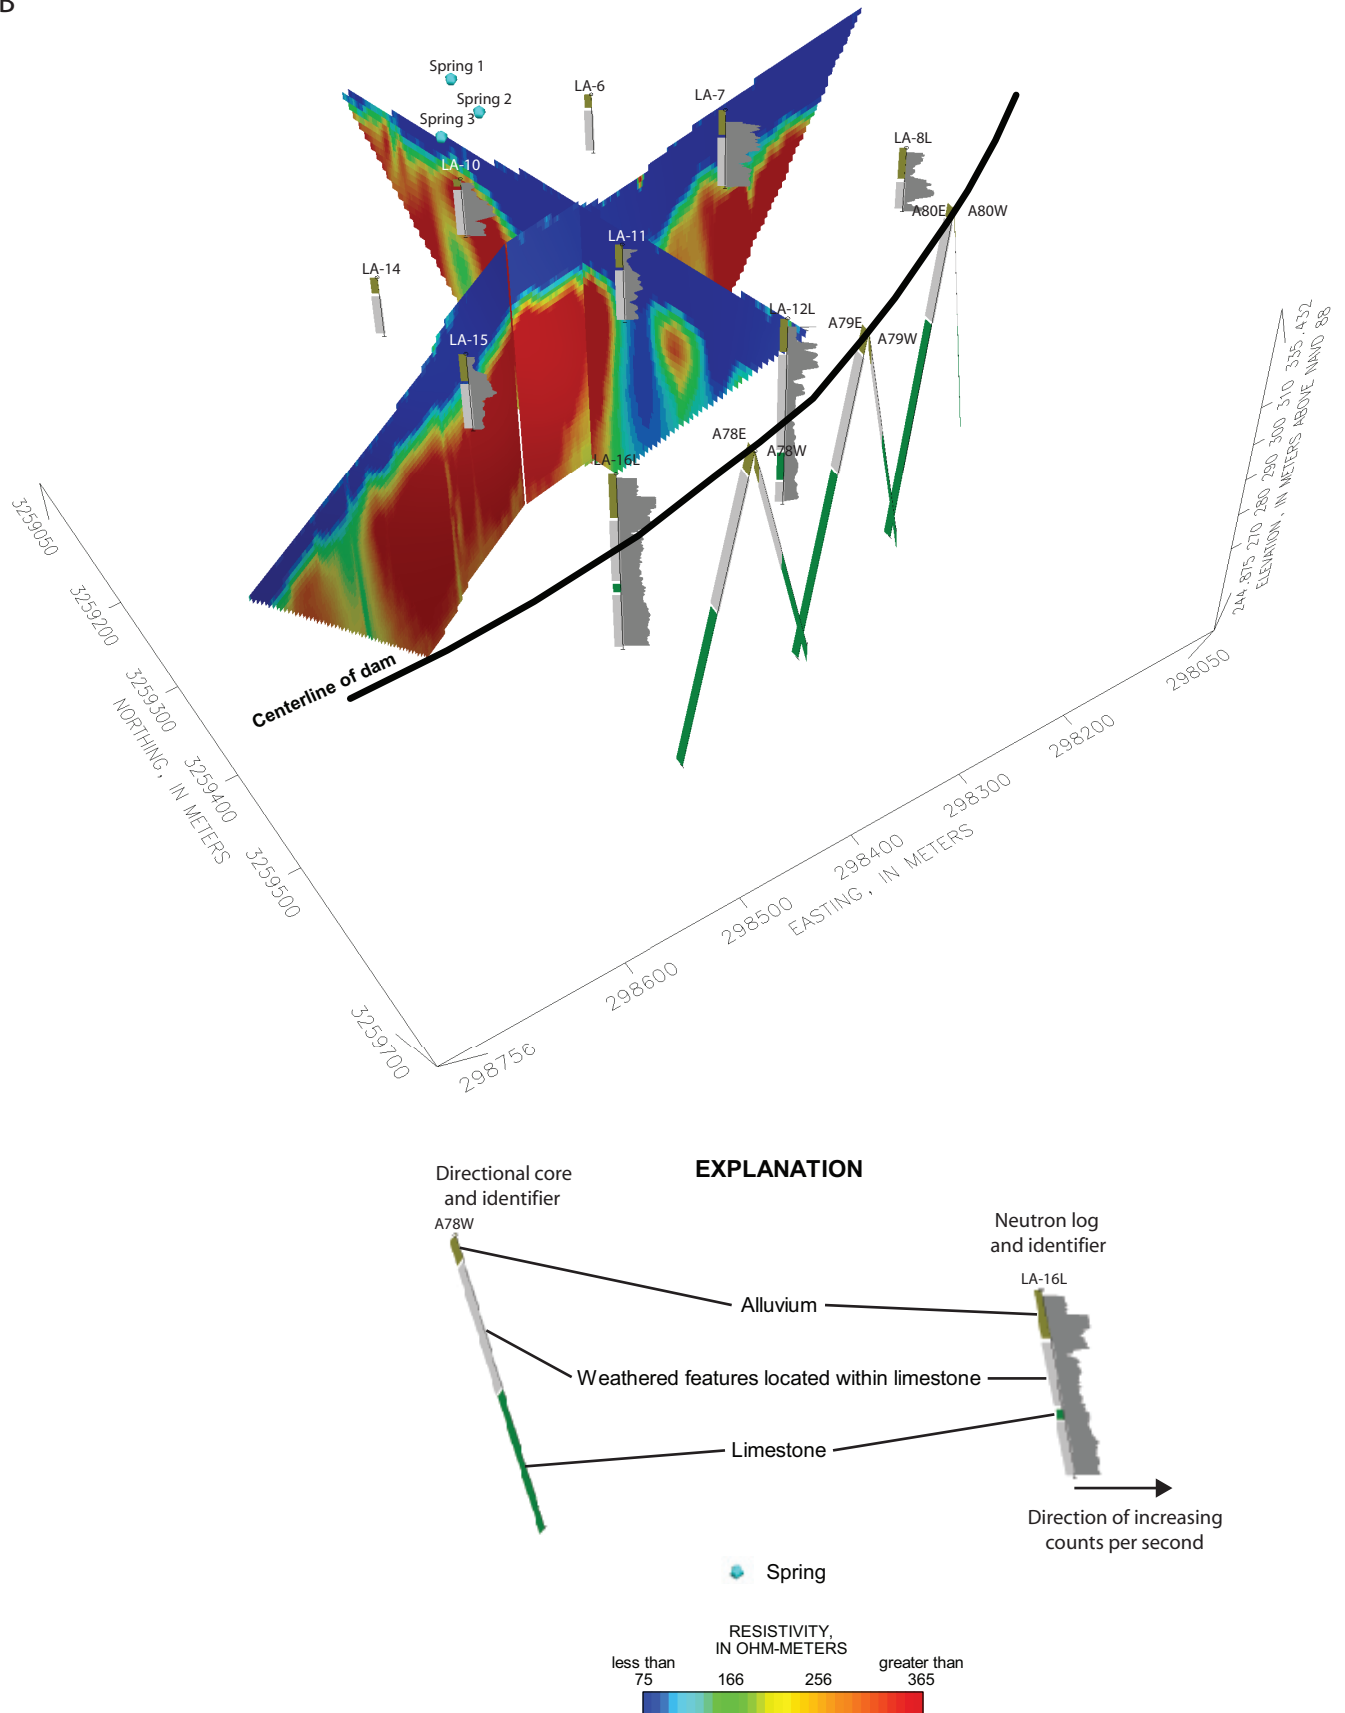 Spring 1
Spring 2
Spring 3
LA-6
LA-7
LA-8L
LA-10
A80E
A80W
LA-11
LA-14
LA-12L
A79E
A79W
LA-15
A78E
A78W
LA-16L
Centerline of dam
3259050
3259200
3259300
3259400
3259500
3259700
NORTHING, IN METERS
298756
298600
298500
298400
298300
298200
298050
EASTING, IN METERS
244.875 270 280 290 300 310 335.432
ELEVATION, IN METERS ABOVE NAVD 88
EXPLANATION
Directional core
and identifier
A78W
Neutron log
and identifier
LA-16L
Alluvium
Weathered features located within limestone
Limestone
Direction of increasing
counts per second
Spring
RESISTIVITY,
IN OHM-METERS
less than
greater than
75
166
256
365